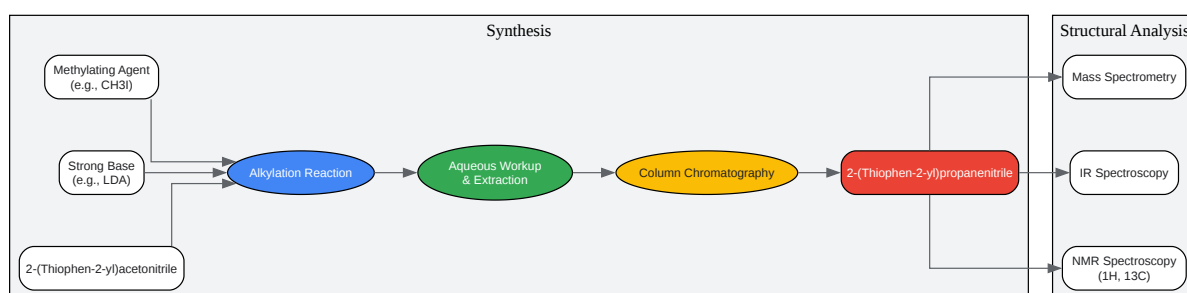 Synthesis
Structural Analysis
Methylating Agent
(e.g., CH3I)
Strong Base
(e.g., LDA)
2-(Thiophen-2-yl)acetonitrile
Alkylation Reaction
Aqueous Workup
& Extraction
Column Chromatography
2-(Thiophen-2-yl)propanenitrile
Mass Spectrometry
IR Spectroscopy
NMR Spectroscopy
(1H, 13C)